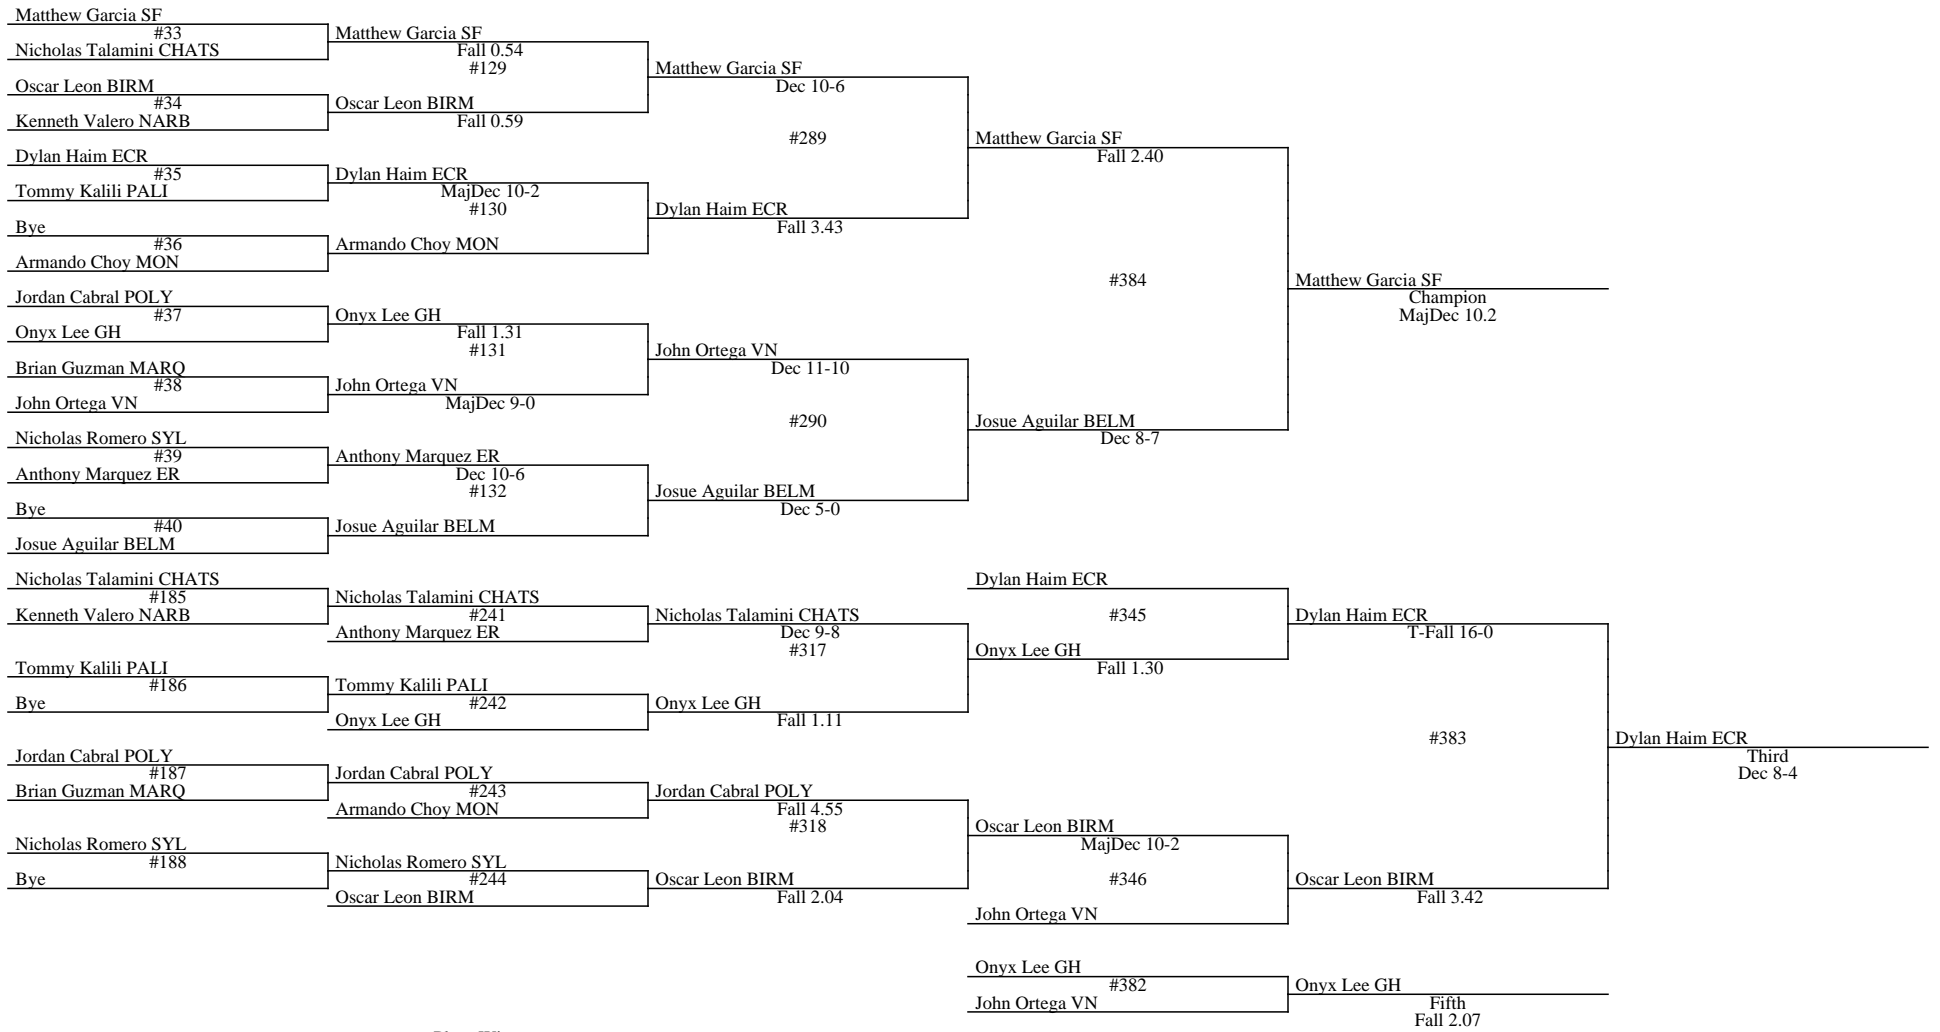 Matthew Garcia SF
#33
Nicholas Talamini CHATS
Oscar Leon BIRM
#34
Kenneth Valero NARB
Dylan Haim ECR
#35
Tommy Kalili PALI
Bye
#36
Armando Choy MON
Jordan Cabral POLY
#37
Onyx Lee GH
Brian Guzman MARQ
#38
John Ortega VN
Nicholas Romero SYL
#39
Anthony Marquez ER
Bye
#40
Josue Aguilar BELM
Matthew Garcia SF
Fall 0.54
#129
Oscar Leon BIRM
Fall 0.59
Dylan Haim ECR
MajDec 10-2
#130
Armando Choy MON
Onyx Lee GH
Fall 1.31
#131
John Ortega VN
MajDec 9-0
Anthony Marquez ER
Dec 10-6
#132
Josue Aguilar BELM
Matthew Garcia SF
Dec 10-6
#289
Dylan Haim ECR
Fall 3.43
John Ortega VN
Dec 11-10
#290
Josue Aguilar BELM
Dec 5-0
Matthew Garcia SF
Fall 2.40
#384
Josue Aguilar BELM
Dec 8-7
Matthew Garcia SF
Champion
MajDec 10.2
Nicholas Talamini CHATS
#185
Kenneth Valero NARB
Tommy Kalili PALI
#186
Bye
Jordan Cabral POLY
#187
Brian Guzman MARQ
Nicholas Romero SYL
#188
Bye
Nicholas Talamini CHATS
#241
Anthony Marquez ER
Tommy Kalili PALI
#242
Onyx Lee GH
Jordan Cabral POLY
#243
Armando Choy MON
Nicholas Romero SYL
#244
Oscar Leon BIRM
Nicholas Talamini CHATS
Dec 9-8
#317
Onyx Lee GH
Fall 1.11
Jordan Cabral POLY
Fall 4.55
#318
Oscar Leon BIRM
Fall 2.04
Dylan Haim ECR
#345
Onyx Lee GH
Fall 1.30
Oscar Leon BIRM
MajDec 10-2
#346
John Ortega VN
Dylan Haim ECR
T-Fall 16-0
#383
Oscar Leon BIRM
Fall 3.42
Dylan Haim ECR
Third
Dec 8-4
Onyx Lee GH
#382
John Ortega VN
Onyx Lee GH
Fifth
Fall 2.07